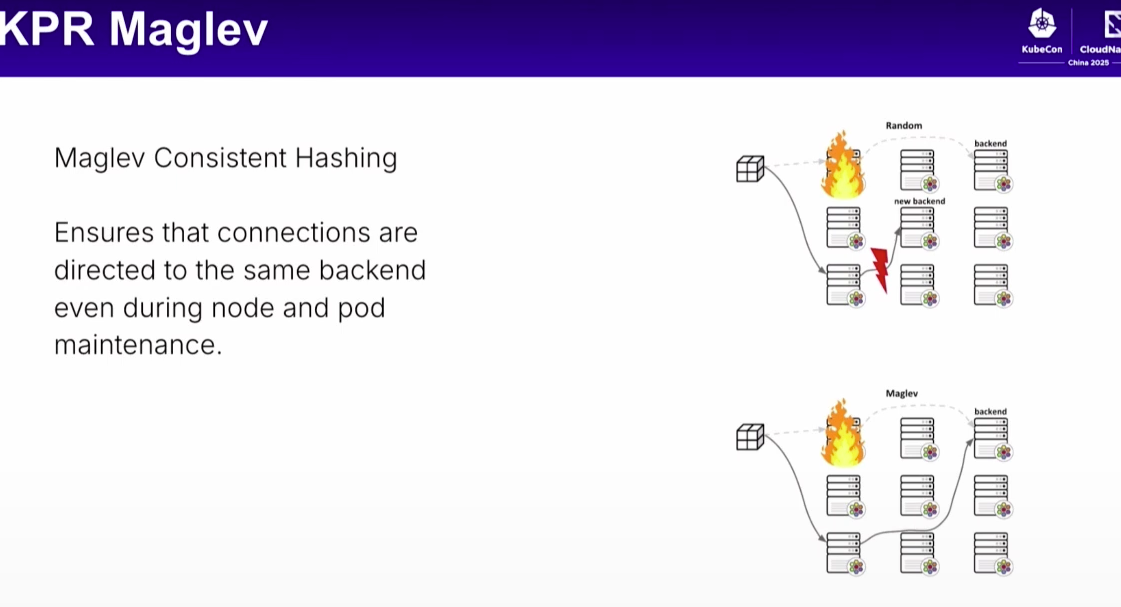 KPR Maglev
KubeCon
CloudNa
China 2025
Maglev Consistent Hashing
Ensures that connections are
directed to the same backend
even during node and pod
maintenance.
Random
backend
new backend
Maglev
backend